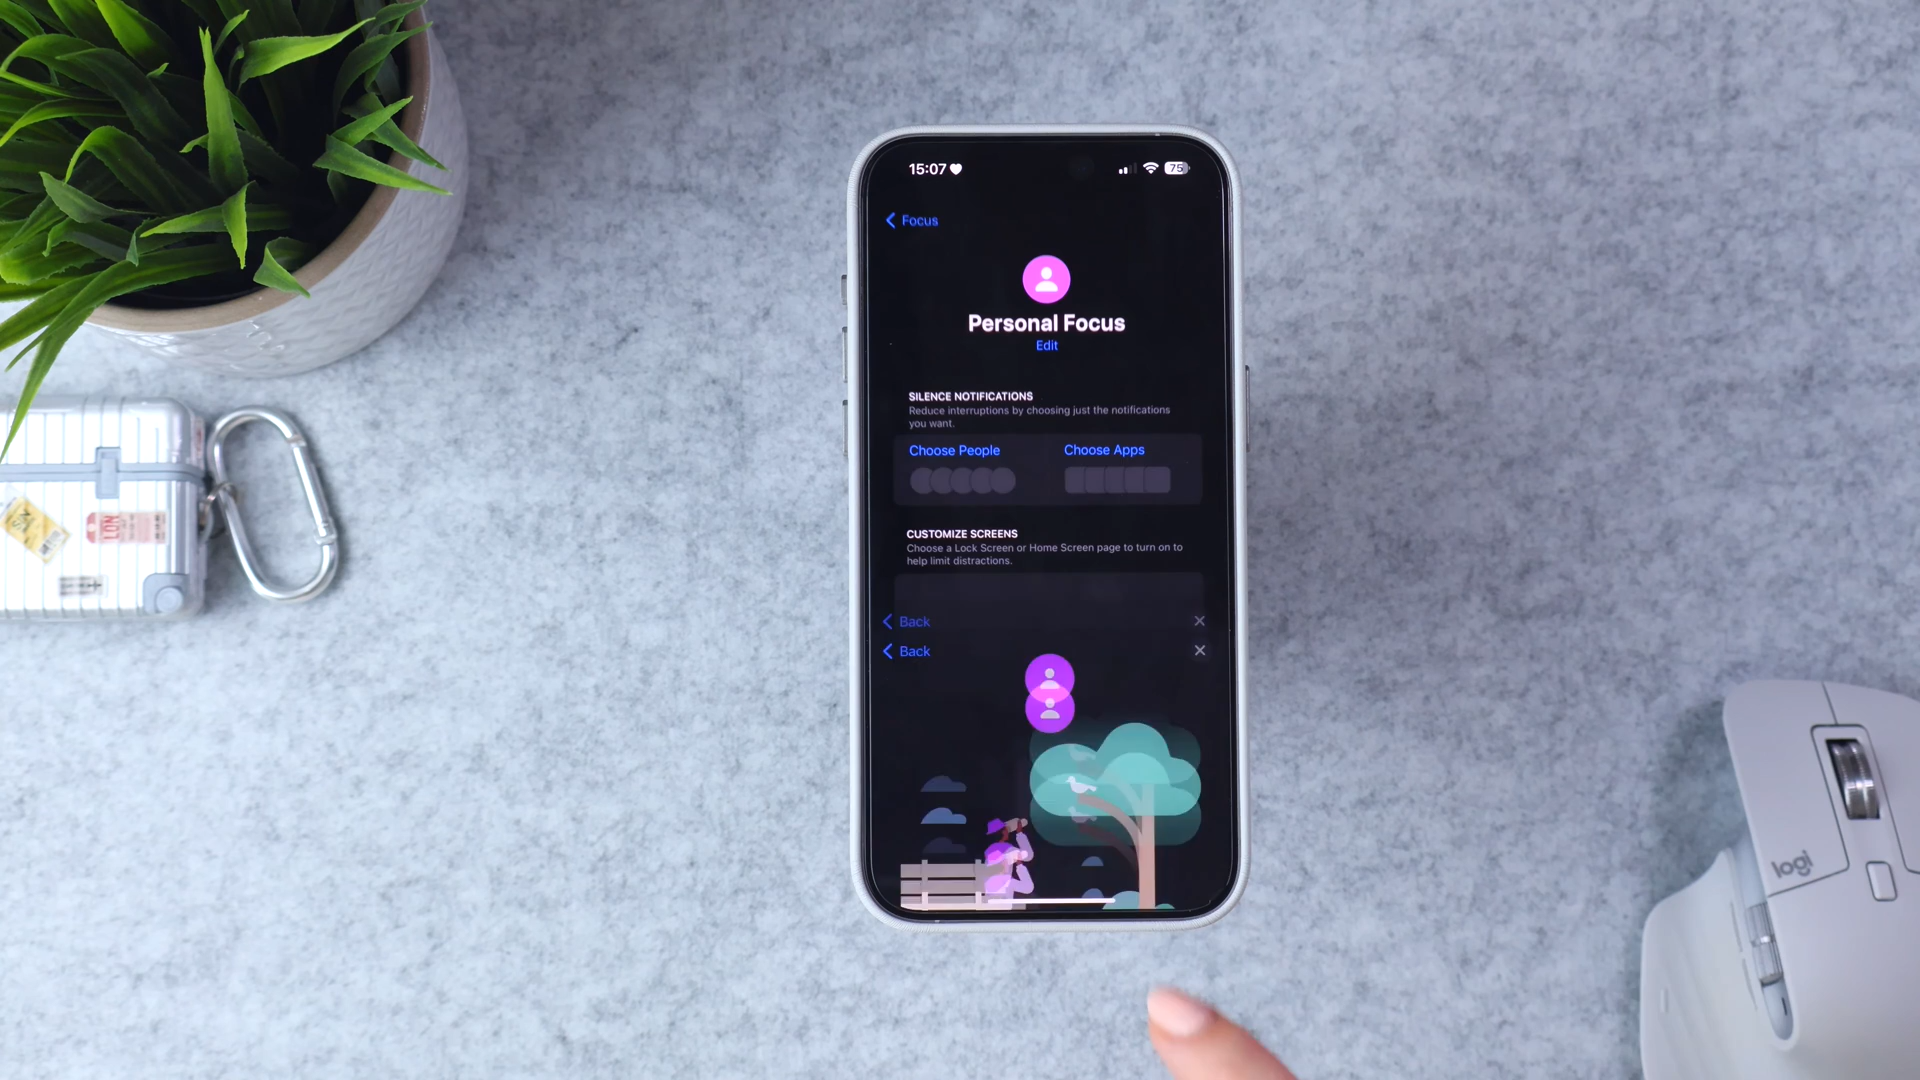 15:07
75
Focus
Personal Focus
Edit
SILENCE NOTIFICATIONS
Reduce interruptions by choosing just the notifications
you want.
Choose People
Choose Apps
CUSTOMIZE SCREENS
Choose a Lock Screen or Home Screen page to turn on to
help limit distractions.
Back
Back
LON
logi